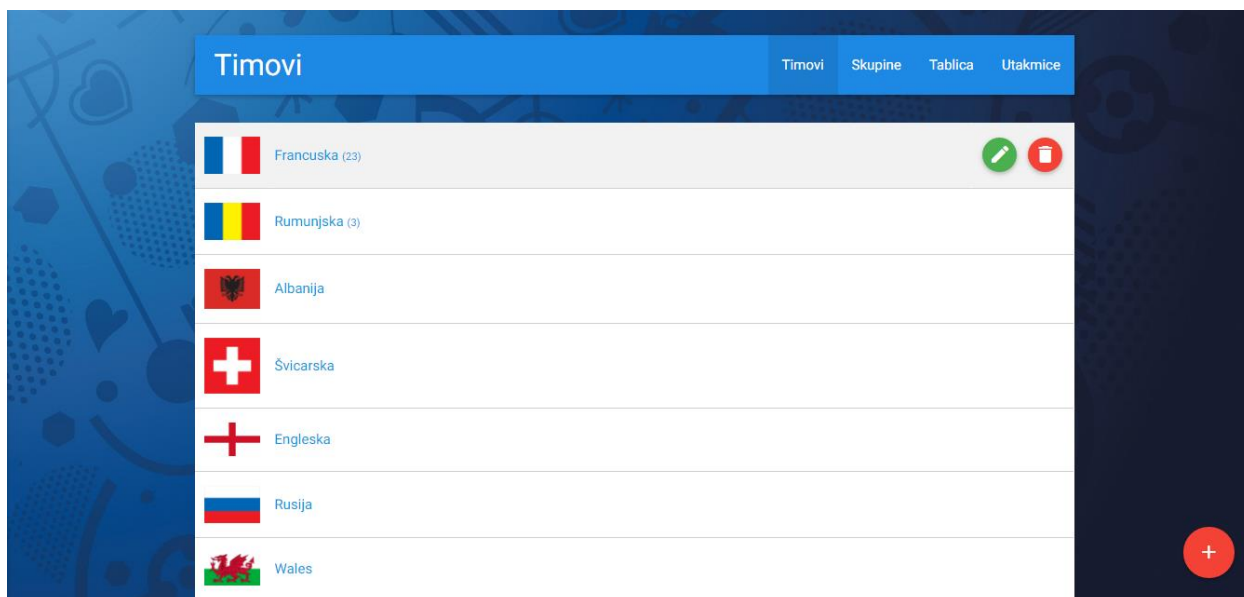 Timovi
Timovi Skupine Tablica Utakmice
Francuska (23)
Rumunjska (3)
Albanija
Švicarska
Engleska
Rusija
Wales
+